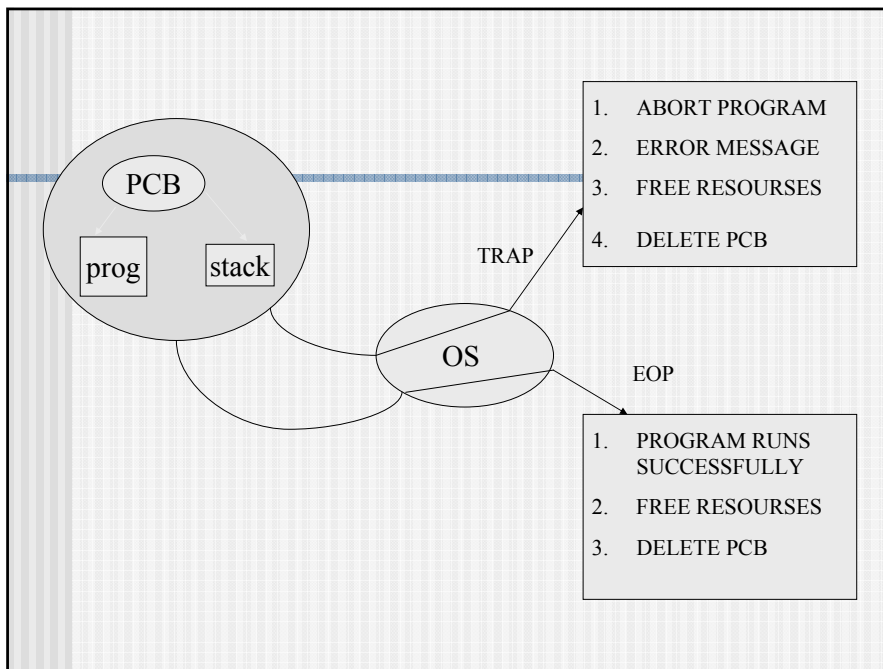 PCB
prog
stack
OS
TRAP
1. ABORT PROGRAM
2. ERROR MESSAGE
3. FREE RESOURSES
4. DELETE PCB
EOP
1. PROGRAM RUNS
SUCCESSFULLY
2. FREE RESOURSES
3. DELETE PCB